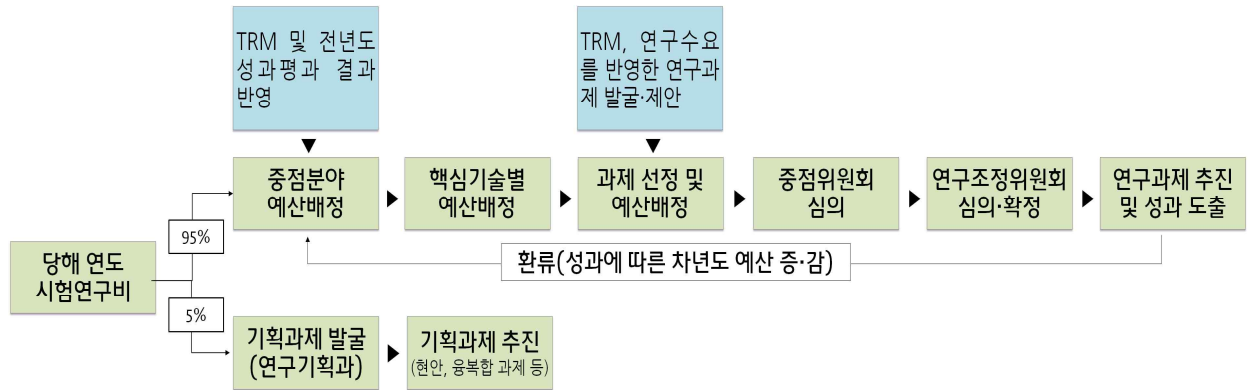 TRM 및 전년도
성과평과 결과
반영
TRM, 연구수요
를 반영한 연구과
제 발굴·제안
중점분야
예산배정
핵심기술별
예산배정
과제 선정 및
예산배정
중점위원회
심의
연구조정위원회
심의·확정
연구과제 추진
및 성과 도출
95%
환류(성과에 따른 차년도 예산 증·감)
당해 연도
시험연구비
5%
기획과제 발굴
(연구기획과)
기획과제 추진
(현안, 융복합 과제 등)